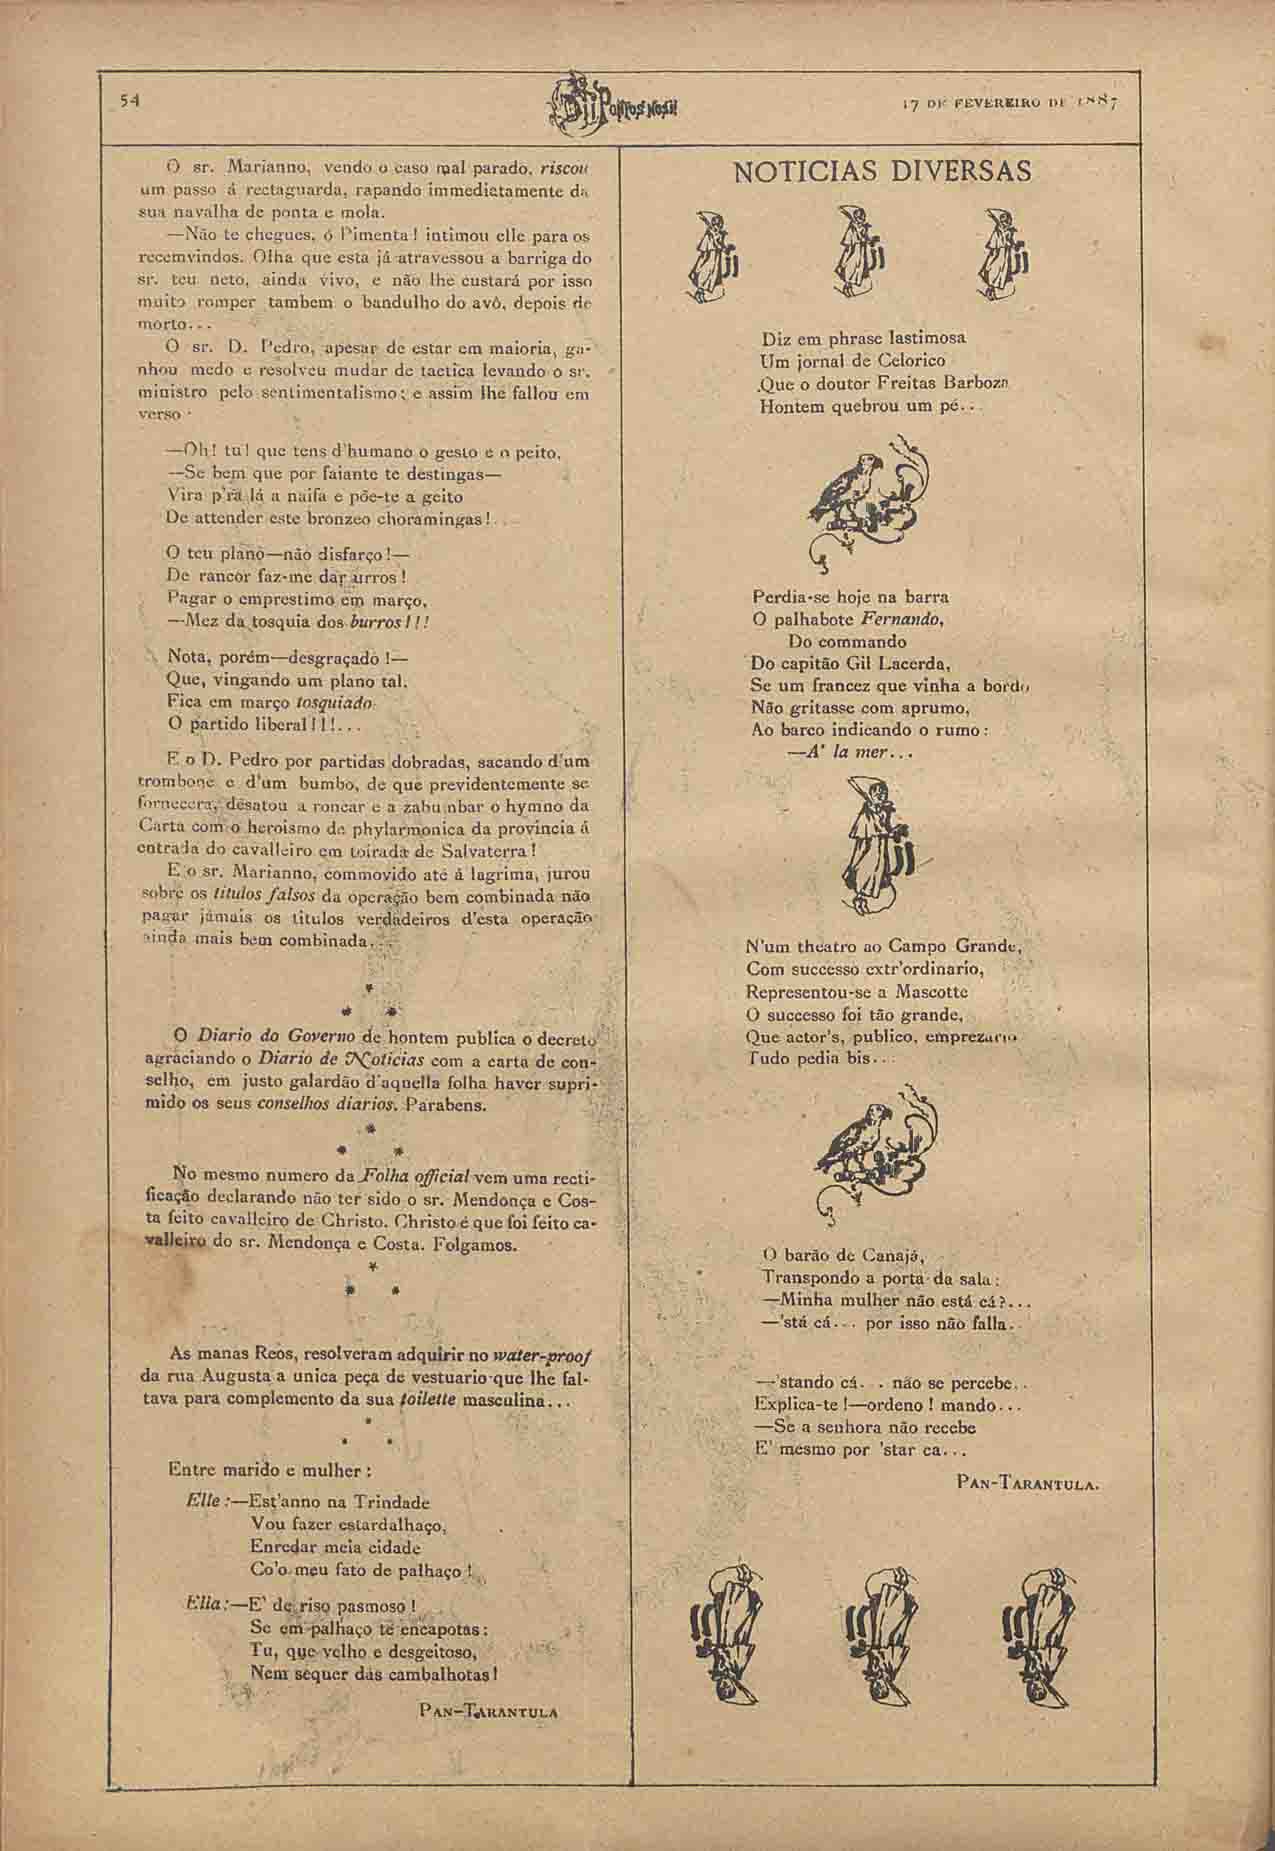 54
Pontos nos ii
17 DE FEVEREIRO DE 1887
O sr. Marianno, vendo o caso mal parado, riscou
um passo á rectaguarda, rapando immediatamente da
sua navalha de ponta e mola.
—Não te chegues, ó Pimenta! intimou elle para os
recemvindos. Olha que esta já atravessou a barriga do
sr. teu neto, ainda vivo, e não lhe custará por isso
muito romper tambem o bandulho do avô, depois de
morto...
O sr. D. Pedro, apesar de estar em maioria, ga-
nhou medo e resolveu mudar de tactica levando o sr.
ministro pelo sentimentalismo; e assim lhe fallou em
verso:
—Oh! tu! que tens d'humano o gesto e o peito,
—Se bem que por faiante te destingas—
Vira p'ra lá a naifa e põe-te a geito
De attender este bronzeo choramingas!...
O teu plano—não disfarço!—
De rancor faz-me dar urros!
Pagar o emprestimo em março,
—Mez da tosquia dos burros!!!
Nota, porém—desgraçado!—
Que, vingando um plano tal,
Fica em março tosquiado
O partido liberal!!!...
E o D. Pedro por partidas dobradas, sacando d'um
trombone e d'um bumbo, de que previdentemente se
fornecera, desatou a roncar e a zabumbar o hymno da
Carta com o heroismo da phylarmonica da provincia á
entrada do cavalleiro em toirada de Salvaterra!
E o sr. Marianno, commovido até á lagrima, jurou
sobre os titulos falsos da operação bem combinada não
pagar jámais os titulos verdadeiros d'esta operação
ainda mais bem combinada...
*
* *
O Diario do Governo de hontem publica o decreto
agraciando o Diario de Noticias com a carta de con-
selho, em justo galardão d'aquella folha haver supri-
mido os seus conselhos diarios. Parabens.
*
* *
No mesmo numero da Folha official vem uma recti-
ficação declarando não ter sido o sr. Mendonça e Cos-
ta feito cavalleiro de Christo. Christo é que foi feito ca-
valleiro do sr. Mendonça e Costa. Folgamos.
*
* *
As manas Reos, resolveram adquirir no water-proof
da rua Augusta a unica peça de vestuario que lhe fal-
tava para complemento da sua toilette masculina...
*
* *
Entre marido e mulher:
Elle:—Est'anno na Trindade
Vou fazer estardalhaço,
Enredar meia cidade
Co'o meu fato de palhaço!
Ella:—E' de riso pasmoso!
Se em palhaço te encapotas:
Tu, que velho e desgeitoso,
Nem sequer dás cambalhotas!
PAN-TARANTULA
NOTICIAS DIVERSAS
Diz em phrase lastimosa
Um jornal de Celorico
Que o doutor Freitas Barboza
Hontem quebrou um pé...
Perdia-se hoje na barra
O palhabote Fernando,
Do commando
Do capitão Gil Lacerda,
Se um francez que vinha a bordo
Não gritasse com aprumo,
Ao barco indicando o rumo:
—A' la mer...
N'um theatro ao Campo Grande,
Com successo extr'ordinario,
Representou-se a Mascotte
O successo foi tão grande,
Que actor's, publico, emprezario
Tudo pedia bis...
O barão de Canajá,
Transpondo a porta da sala:
—Minha mulher não está cá?...
—'stá cá... por isso não falla.
—'stando cá... não se percebe..
Explica-te!—ordeno! mando...
—Se a senhora não recebe
E' mesmo por 'star ca...
PAN-TARANTULA.